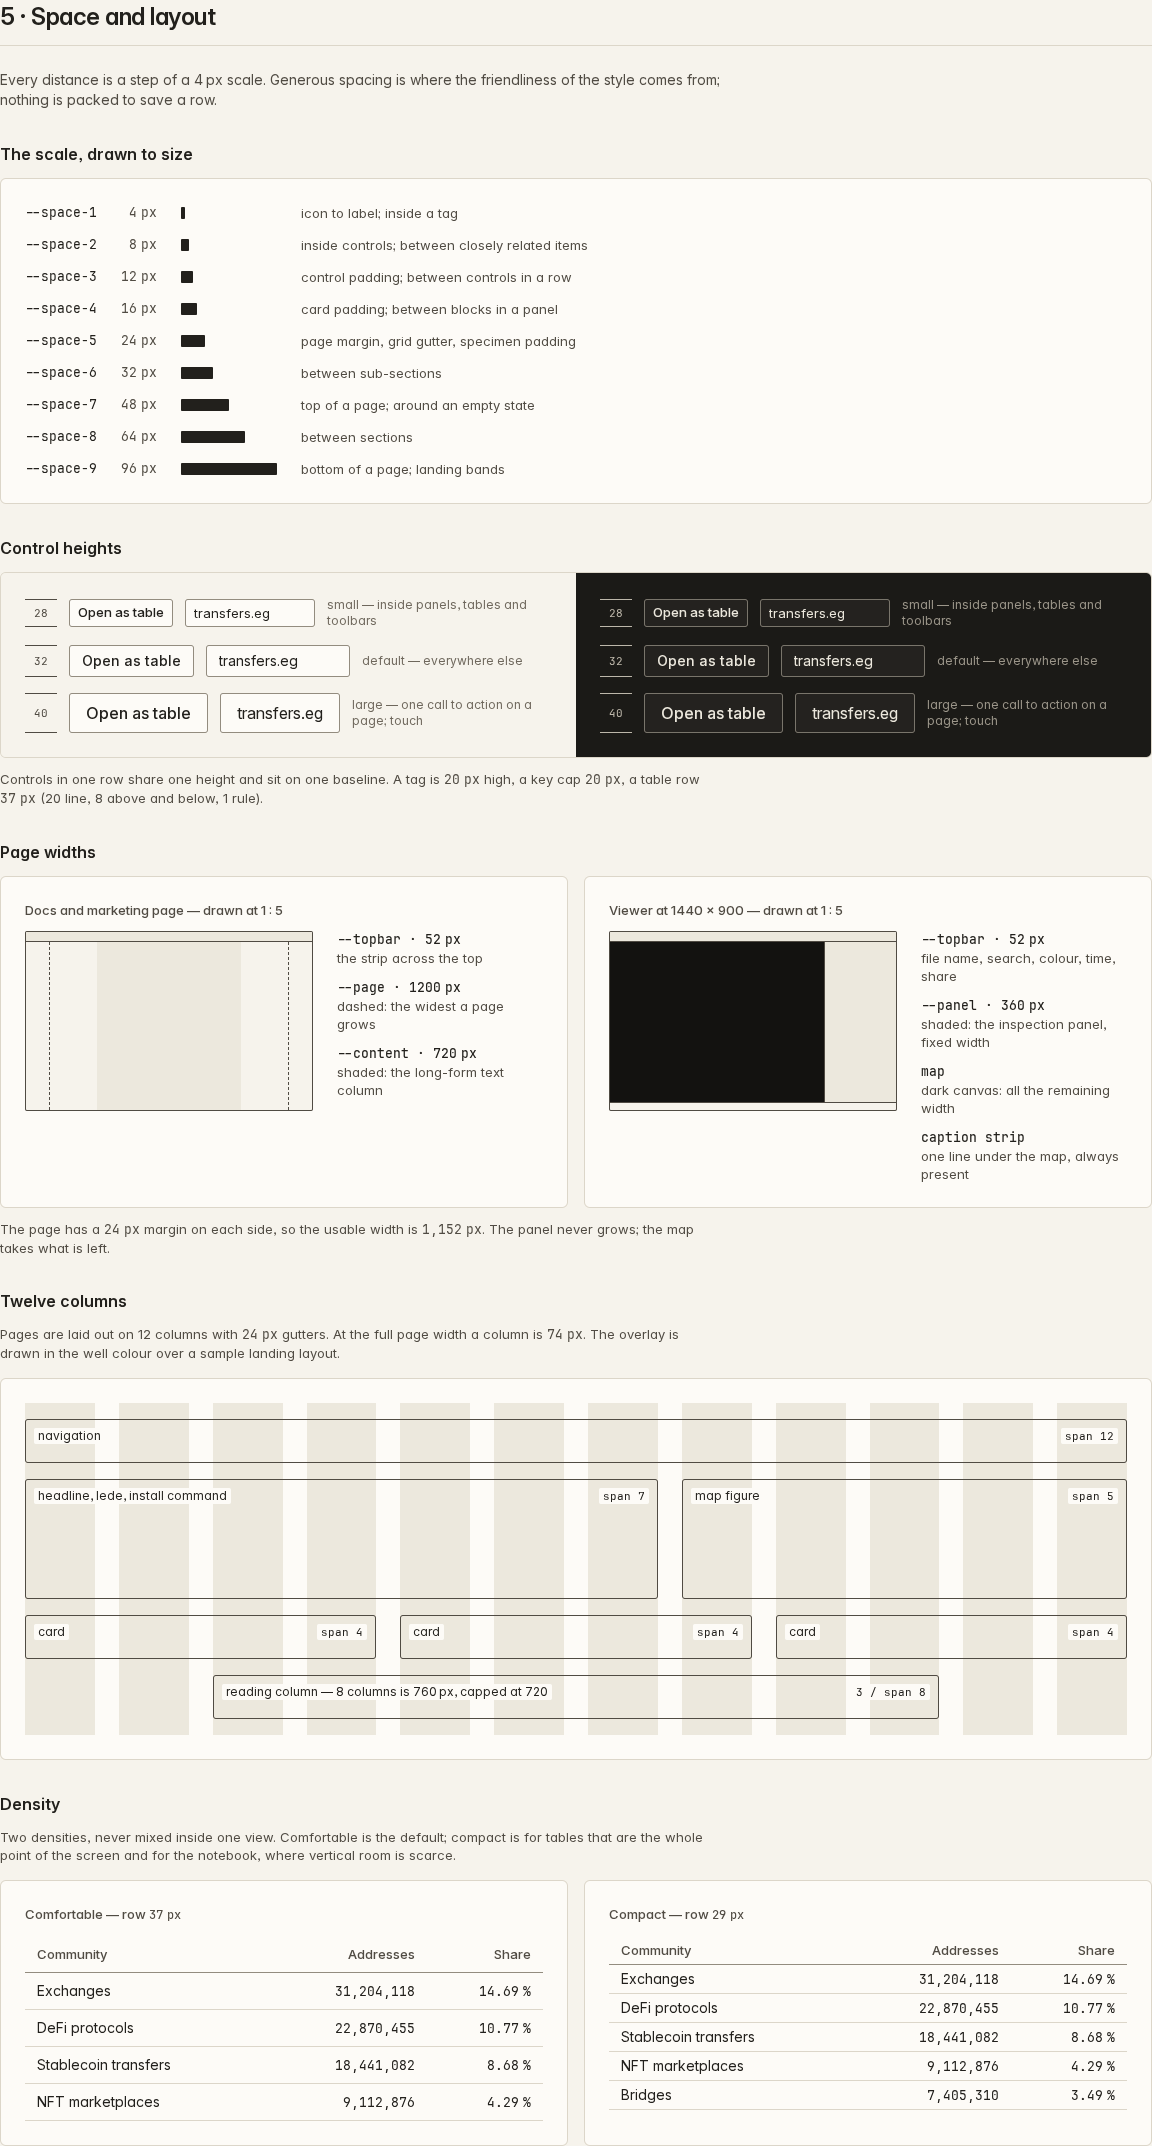 5 · Space and layout
Every distance is a step of a 4 px scale. Generous spacing is where the friendliness of the style comes from;
nothing is packed to save a row.
The scale, drawn to size
--space-1 4 px icon to label; inside a tag
--space-2 8 px inside controls; between closely related items
--space-3 12 px control padding; between controls in a row
--space-4 16 px card padding; between blocks in a panel
--space-5 24 px page margin, grid gutter, specimen padding
--space-6 32 px between sub-sections
--space-7 48 px top of a page; around an empty state
--space-8 64 px between sections
--space-9 96 px bottom of a page; landing bands
Control heights
28 Open as table transfers.eg small — inside panels, tables and
toolbars
32 Open as table transfers.eg default — everywhere else
40 Open as table transfers.eg large — one call to action on a
page; touch
28 Open as table transfers.eg small — inside panels, tables and
toolbars
32 Open as table transfers.eg default — everywhere else
40 Open as table transfers.eg large — one call to action on a
page; touch
Controls in one row share one height and sit on one baseline. A tag is 20 px high, a key cap 20 px, a table row
37 px (20 line, 8 above and below, 1 rule).
Page widths
Docs and marketing page — drawn at 1 : 5
--topbar · 52 px
the strip across the top
--page · 1200 px
dashed: the widest a page
grows
--content · 720 px
shaded: the long-form text
column
Viewer at 1440 × 900 — drawn at 1 : 5
--topbar · 52 px
file name, search, colour, time,
share
--panel · 360 px
shaded: the inspection panel,
fixed width
map
dark canvas: all the remaining
width
caption strip
one line under the map, always
present
The page has a 24 px margin on each side, so the usable width is 1,152 px. The panel never grows; the map
takes what is left.
Twelve columns
Pages are laid out on 12 columns with 24 px gutters. At the full page width a column is 74 px. The overlay is
drawn in the well colour over a sample landing layout.
navigation span 12
headline, lede, install command span 7 map figure span 5
card span 4 card span 4 card span 4
reading column — 8 columns is 760 px, capped at 720 3 / span 8
Density
Two densities, never mixed inside one view. Comfortable is the default; compact is for tables that are the whole
point of the screen and for the notebook, where vertical room is scarce.
Comfortable — row 37 px
Community Addresses Share
Exchanges 31,204,118 14.69 %
DeFi protocols 22,870,455 10.77 %
Stablecoin transfers 18,441,082 8.68 %
NFT marketplaces 9,112,876 4.29 %
Compact — row 29 px
Community Addresses Share
Exchanges 31,204,118 14.69 %
DeFi protocols 22,870,455 10.77 %
Stablecoin transfers 18,441,082 8.68 %
NFT marketplaces 9,112,876 4.29 %
Bridges 7,405,310 3.49 %